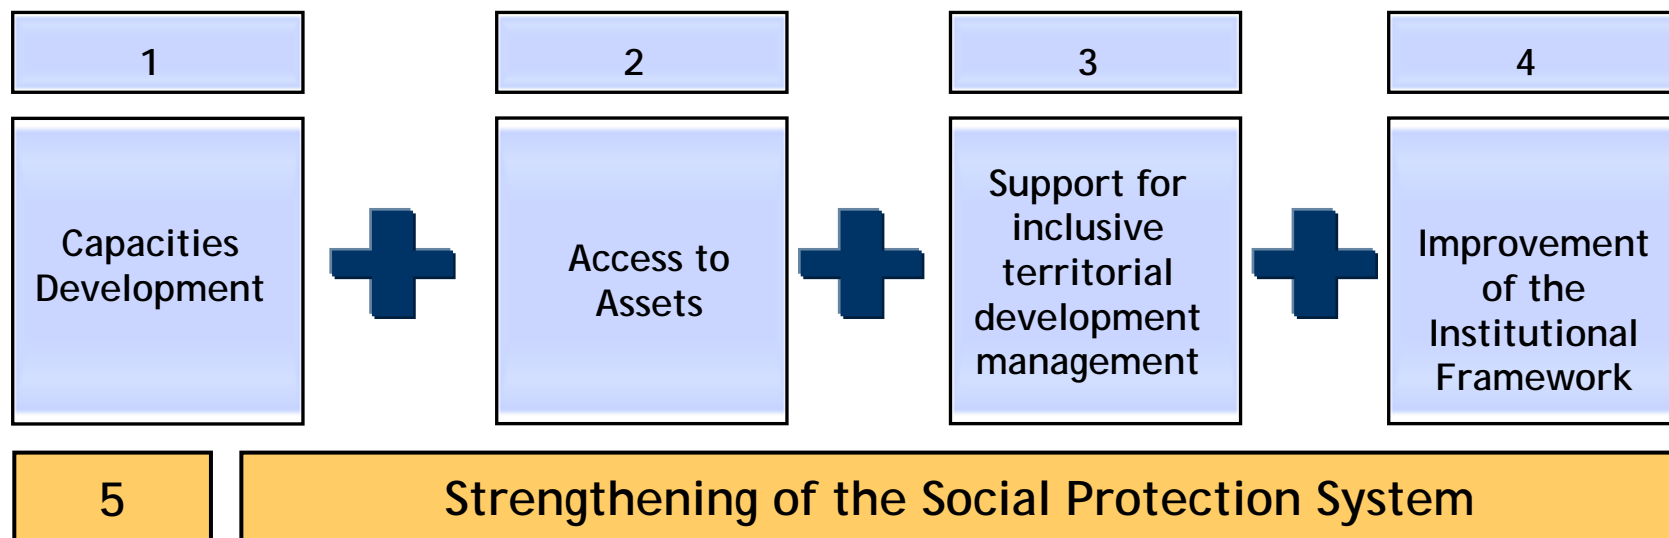 1
2
3
4
Capacities
Development
Access to
Assets
Support for
inclusive
territorial
development
management
Improvement
of the
Institutional
Framework
5
Strengthening of the Social Protection System